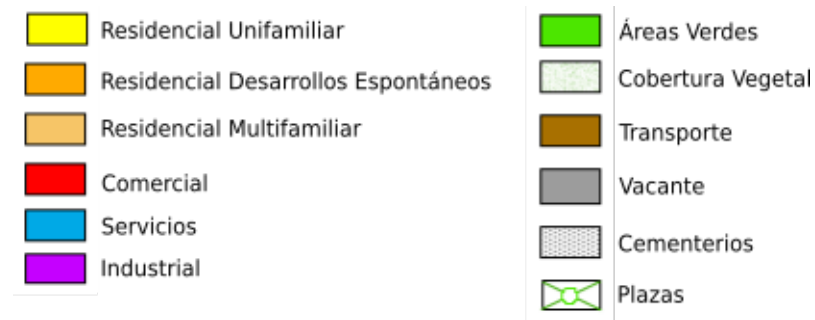 Residencial Unifamiliar
Residencial Desarrollos Espontáneos
Residencial Multifamiliar
Comercial
Servicios
Industrial
Áreas Verdes
Cobertura Vegetal
Transporte
Vacante
Cementerios
Plazas